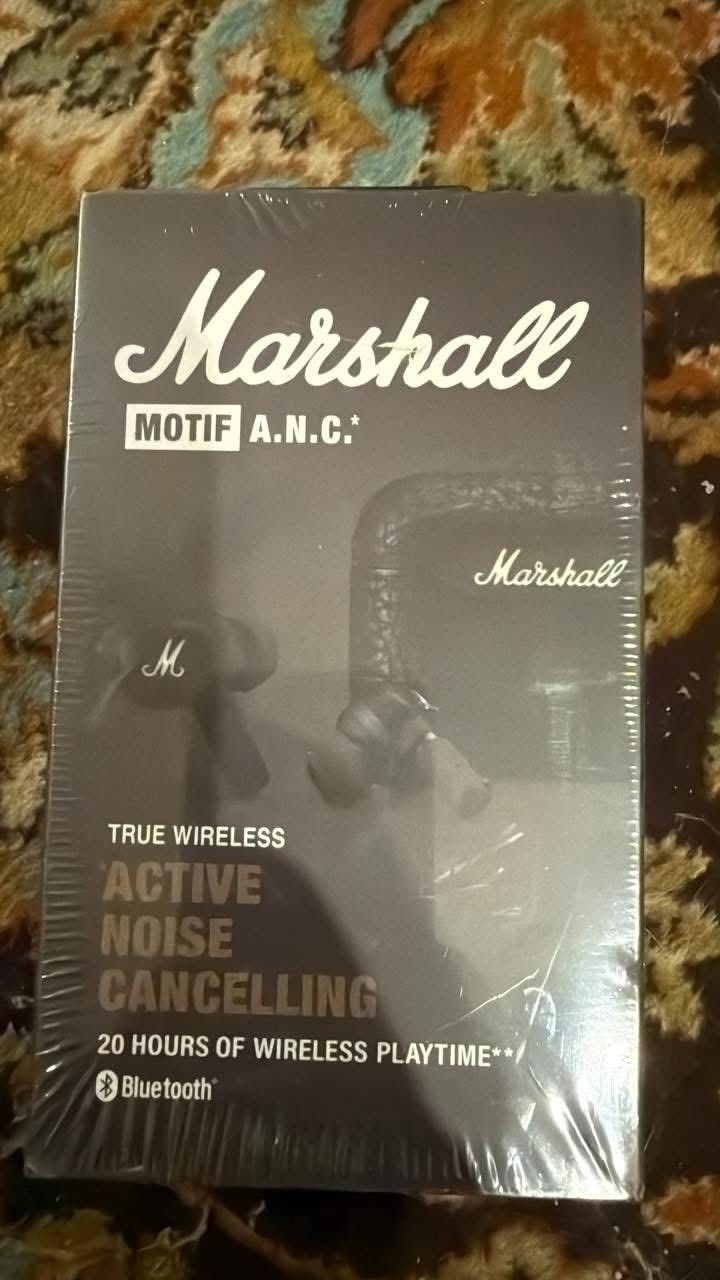 Marshall
MOTIF A.N.C.*
Marshall
M
TRUE WIRELESS
ACTIVE
NOISE
CANCELLING
20 HOURS OF WIRELESS PLAYTIME**
Bluetooth®